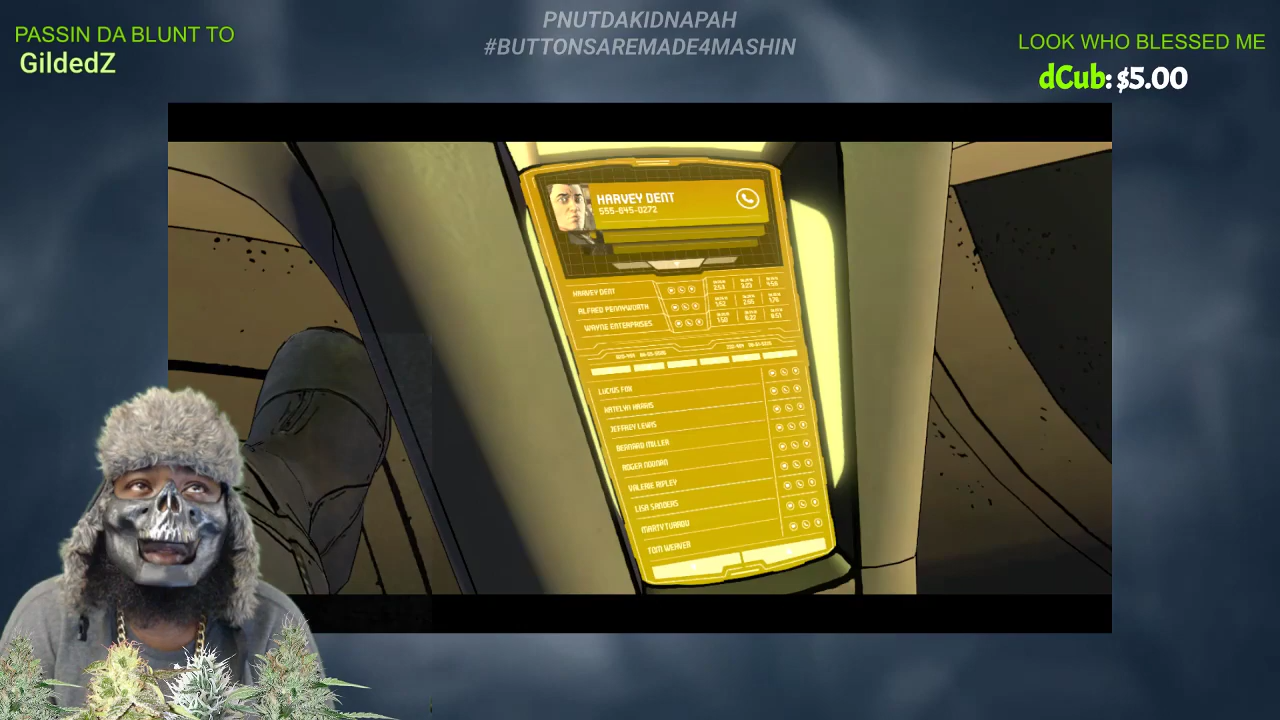 PASSIN DA BLUNT TO
GildedZ
PNUTDAKIDNAPAH
#BUTTONSAREMADE4MASHIN
LOOK WHO BLESSED ME
dCub: $5.00
HARVEY DENT
555-645-0272
HARVEY DENT
ALFRED PENNYWORTH
WAYNE ENTERPRISES
LUCIUS FOX
KATELYN HARRIS
JEFFREY LEWIS
BERNARD MILLER
ROGER NOONAN
VALERIE RIPLEY
LISA SANDERS
MARTY TURROU
TOM WEAVER